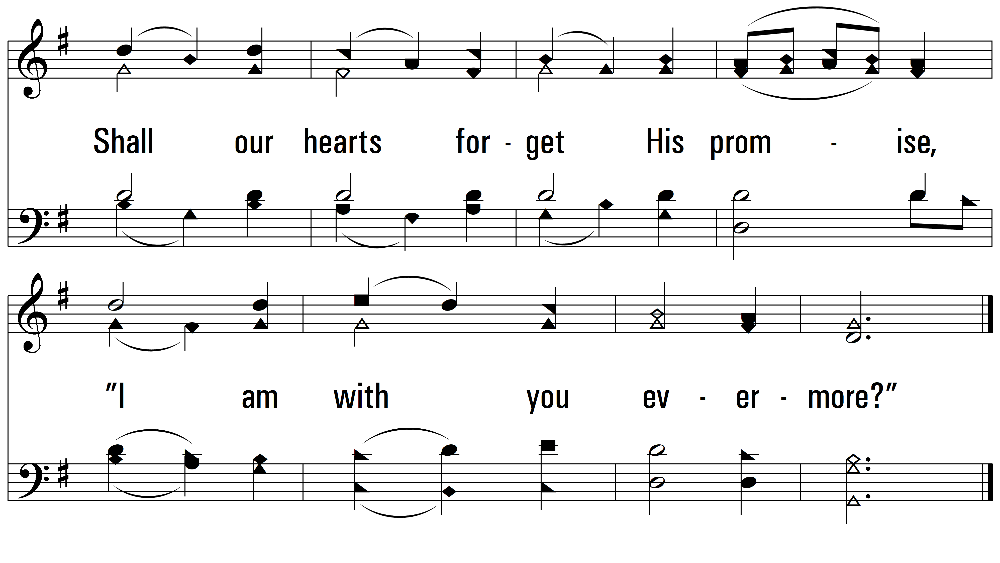 Shall our hearts for - get His prom - ise,
"I am with you ev - er - more?"